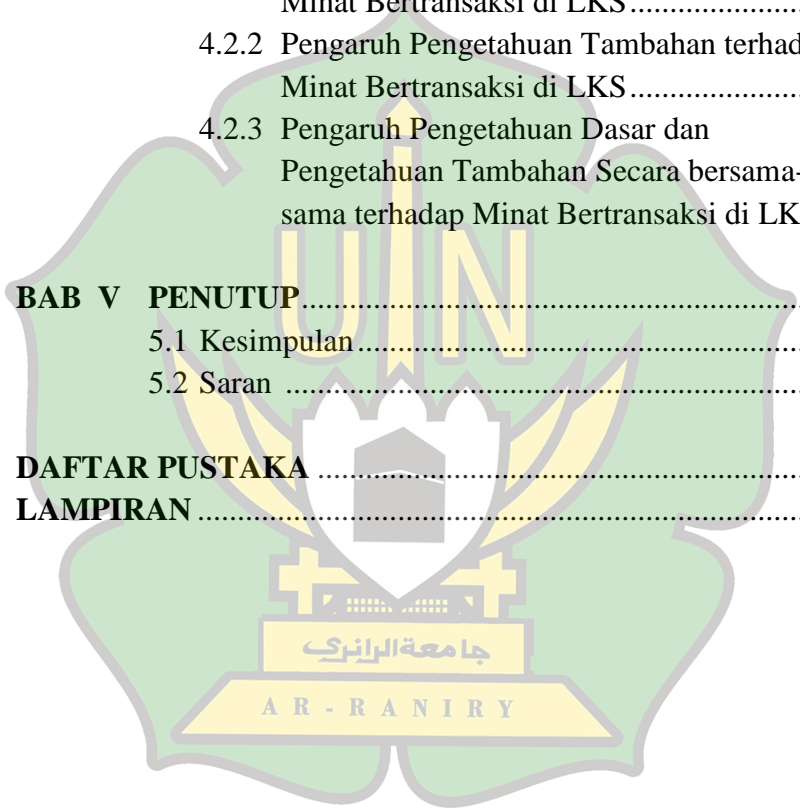 Minat Bertransaksi di LKS....................
4.2.2 Pengaruh Pengetahuan Tambahan terhad
Minat Bertransaksi di LKS.....................
4.2.3 Pengaruh Pengetahuan Dasar dan
Pengetahuan Tambahan Secara bersama-
sama terhadap Minat Bertransaksi di LK
UIN
BAB V PENUTUP...............................................................
5.1 Kesimpulan.......................................................
5.2 Saran ................................................................
DAFTAR PUSTAKA ............................................................
LAMPIRAN...........................................................................
جامعة الرانري
AR-RANIRY